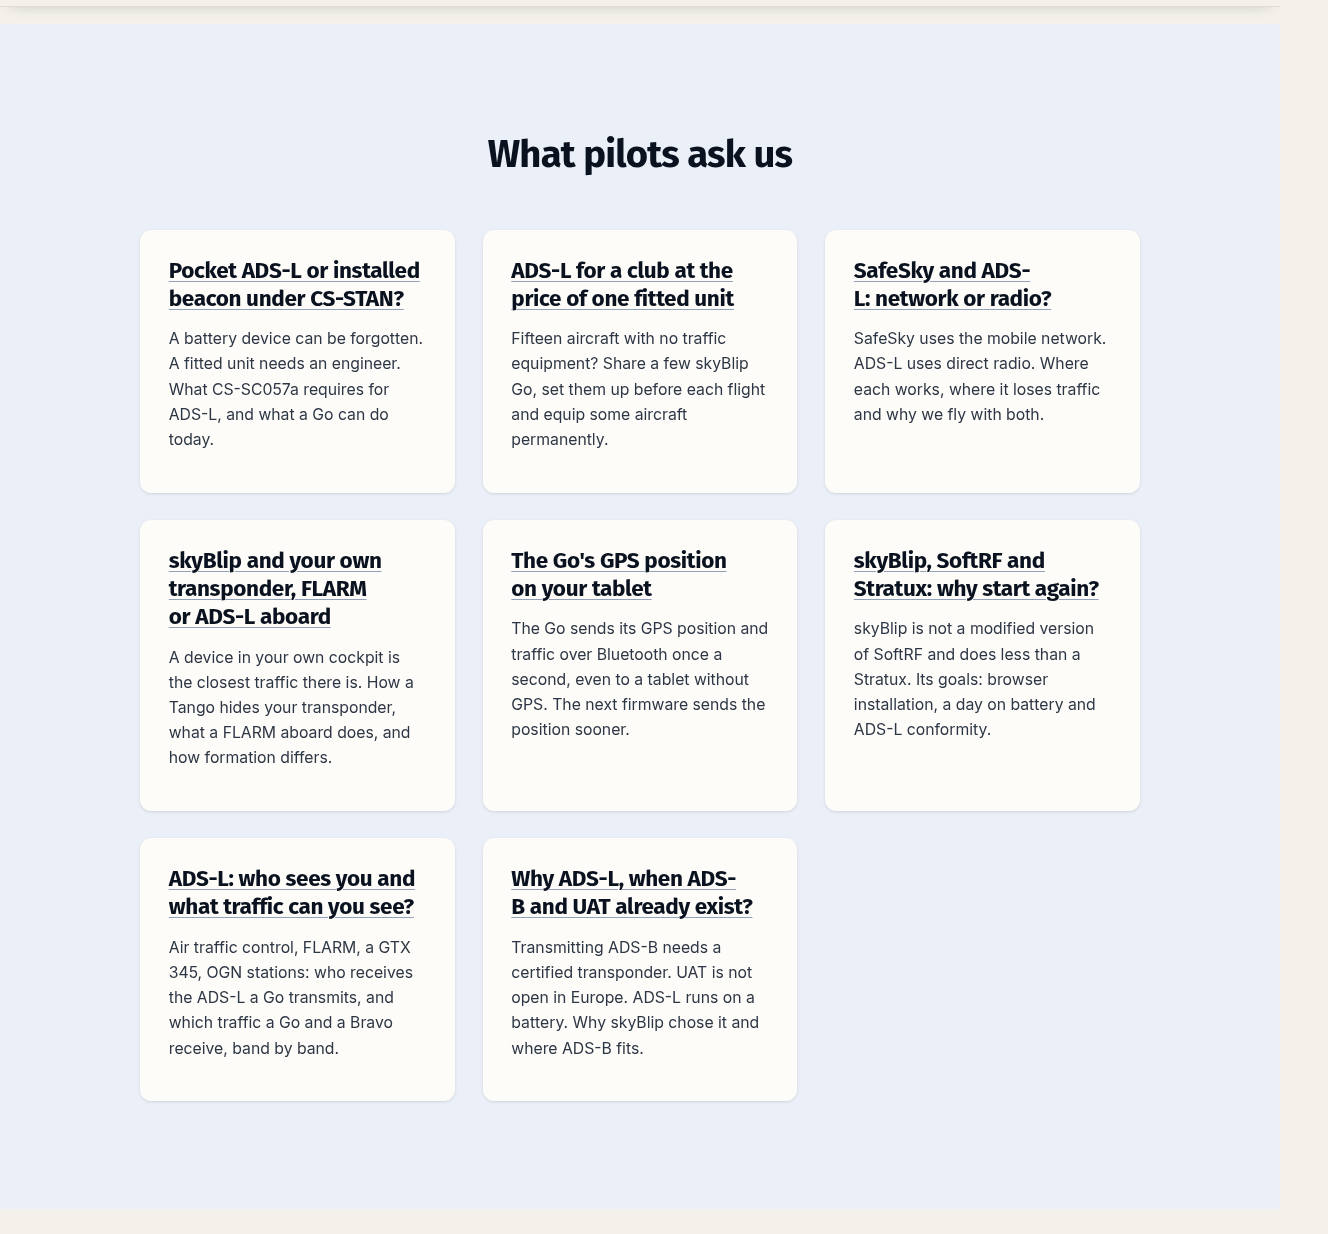 What pilots ask us
Pocket ADS-L or installed
beacon under CS-STAN?
A battery device can be forgotten.
A fitted unit needs an engineer.
What CS-SC057a requires for
ADS-L, and what a Go can do
today.
ADS-L for a club at the
price of one fitted unit
Fifteen aircraft with no traffic
equipment? Share a few skyBlip
Go, set them up before each flight
and equip some aircraft
permanently.
SafeSky and ADS-
L: network or radio?
SafeSky uses the mobile network.
ADS-L uses direct radio. Where
each works, where it loses traffic
and why we fly with both.
skyBlip and your own
transponder, FLARM
or ADS-L aboard
A device in your own cockpit is
the closest traffic there is. How a
Tango hides your transponder,
what a FLARM aboard does, and
how formation differs.
The Go's GPS position
on your tablet
The Go sends its GPS position and
traffic over Bluetooth once a
second, even to a tablet without
GPS. The next firmware sends the
position sooner.
skyBlip, SoftRF and
Stratux: why start again?
skyBlip is not a modified version
of SoftRF and does less than a
Stratux. Its goals: browser
installation, a day on battery and
ADS-L conformity.
ADS-L: who sees you and
what traffic can you see?
Air traffic control, FLARM, a GTX
345, OGN stations: who receives
the ADS-L a Go transmits, and
which traffic a Go and a Bravo
receive, band by band.
Why ADS-L, when ADS-
B and UAT already exist?
Transmitting ADS-B needs a
certified transponder. UAT is not
open in Europe. ADS-L runs on a
battery. Why skyBlip chose it and
where ADS-B fits.